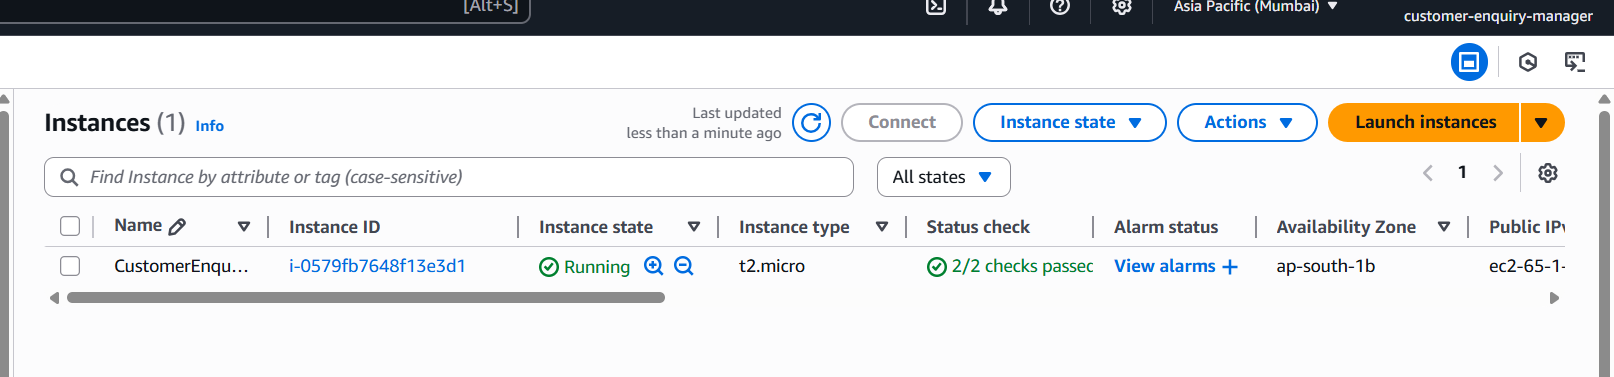 [Alt+S]
Asia Pacific (Mumbai)
customer-enquiry-manager
Instances (1) Info
Last updated
less than a minute ago
Connect
Instance state
Actions
Launch instances
Find Instance by attribute or tag (case-sensitive)
All states
1
Name Instance ID Instance state Instance type Status check Alarm status Availability Zone Public IPv
CustomerEnqu... i-0579fb7648f13e3d1 Running t2.micro 2/2 checks passed View alarms + ap-south-1b ec2-65-1-